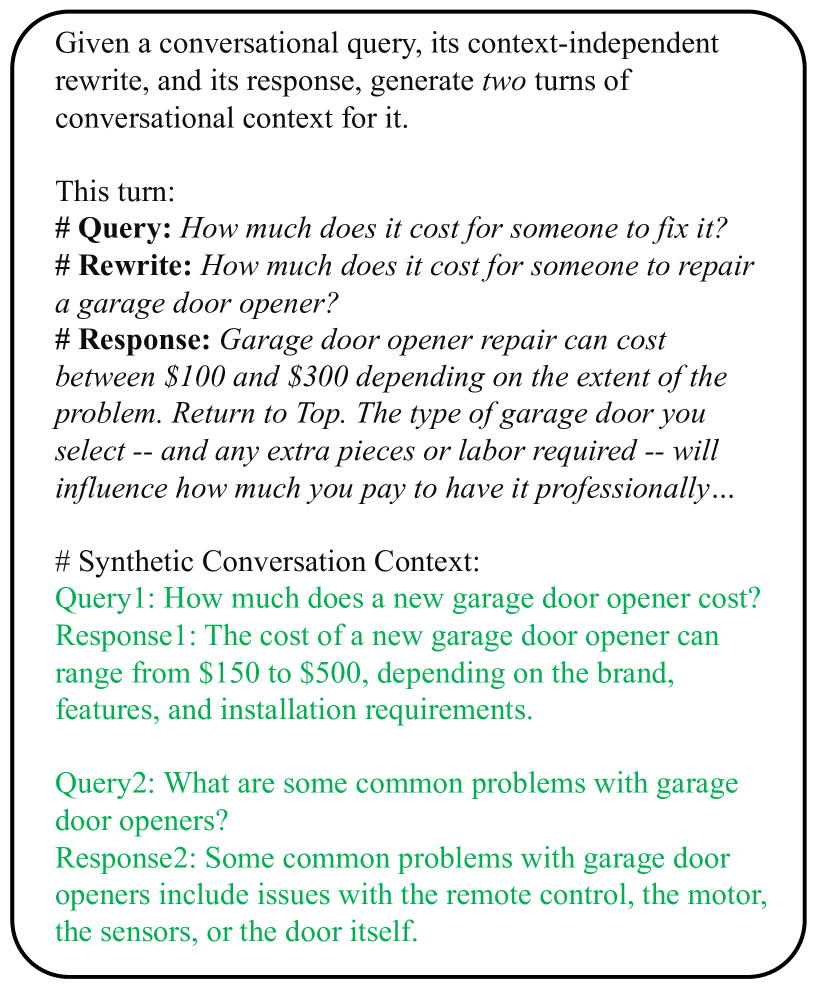 Given a conversational query, its context-independent
rewrite, and its response, generate two turns of
conversational context for it.
This turn:
# Query: How much does it cost for someone to fix it?
# Rewrite: How much does it cost for someone to repair
a garage door opener?
# Response: Garage door opener repair can cost
between $100 and $300 depending on the extent of the
problem. Return to Top. The type of garage door you
select -- and any extra pieces or labor required -- will
influence how much you pay to have it professionally…
# Synthetic Conversation Context:
Query1: How much does a new garage door opener cost?
Response1: The cost of a new garage door opener can
range from $150 to $500, depending on the brand,
features, and installation requirements.
Query2: What are some common problems with garage
door openers?
Response2: Some common problems with garage door
openers include issues with the remote control, the motor,
the sensors, or the door itself.